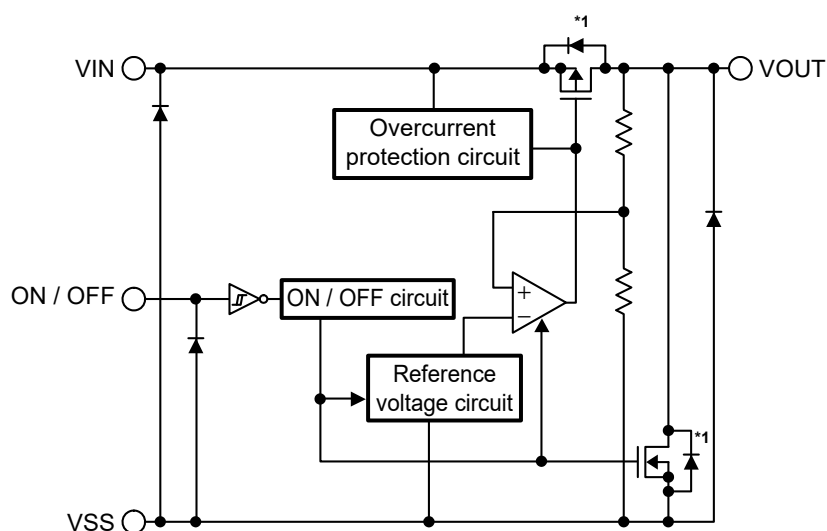 *1
VIN
VOUT
Overcurrent
protection circuit
ON / OFF
ON / OFF circuit
+
−
Reference
voltage circuit
*1
VSS